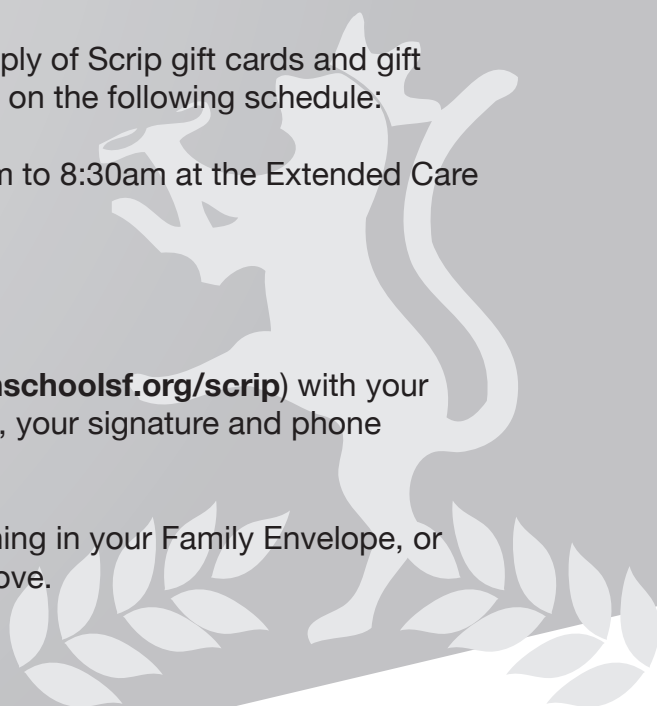 ply of Scrip gift cards and gift
on the following schedule:
m to 8:30am at the Extended Care
schoolsf.org/scrip) with your
, your signature and phone
ning in your Family Envelope, or
ove.